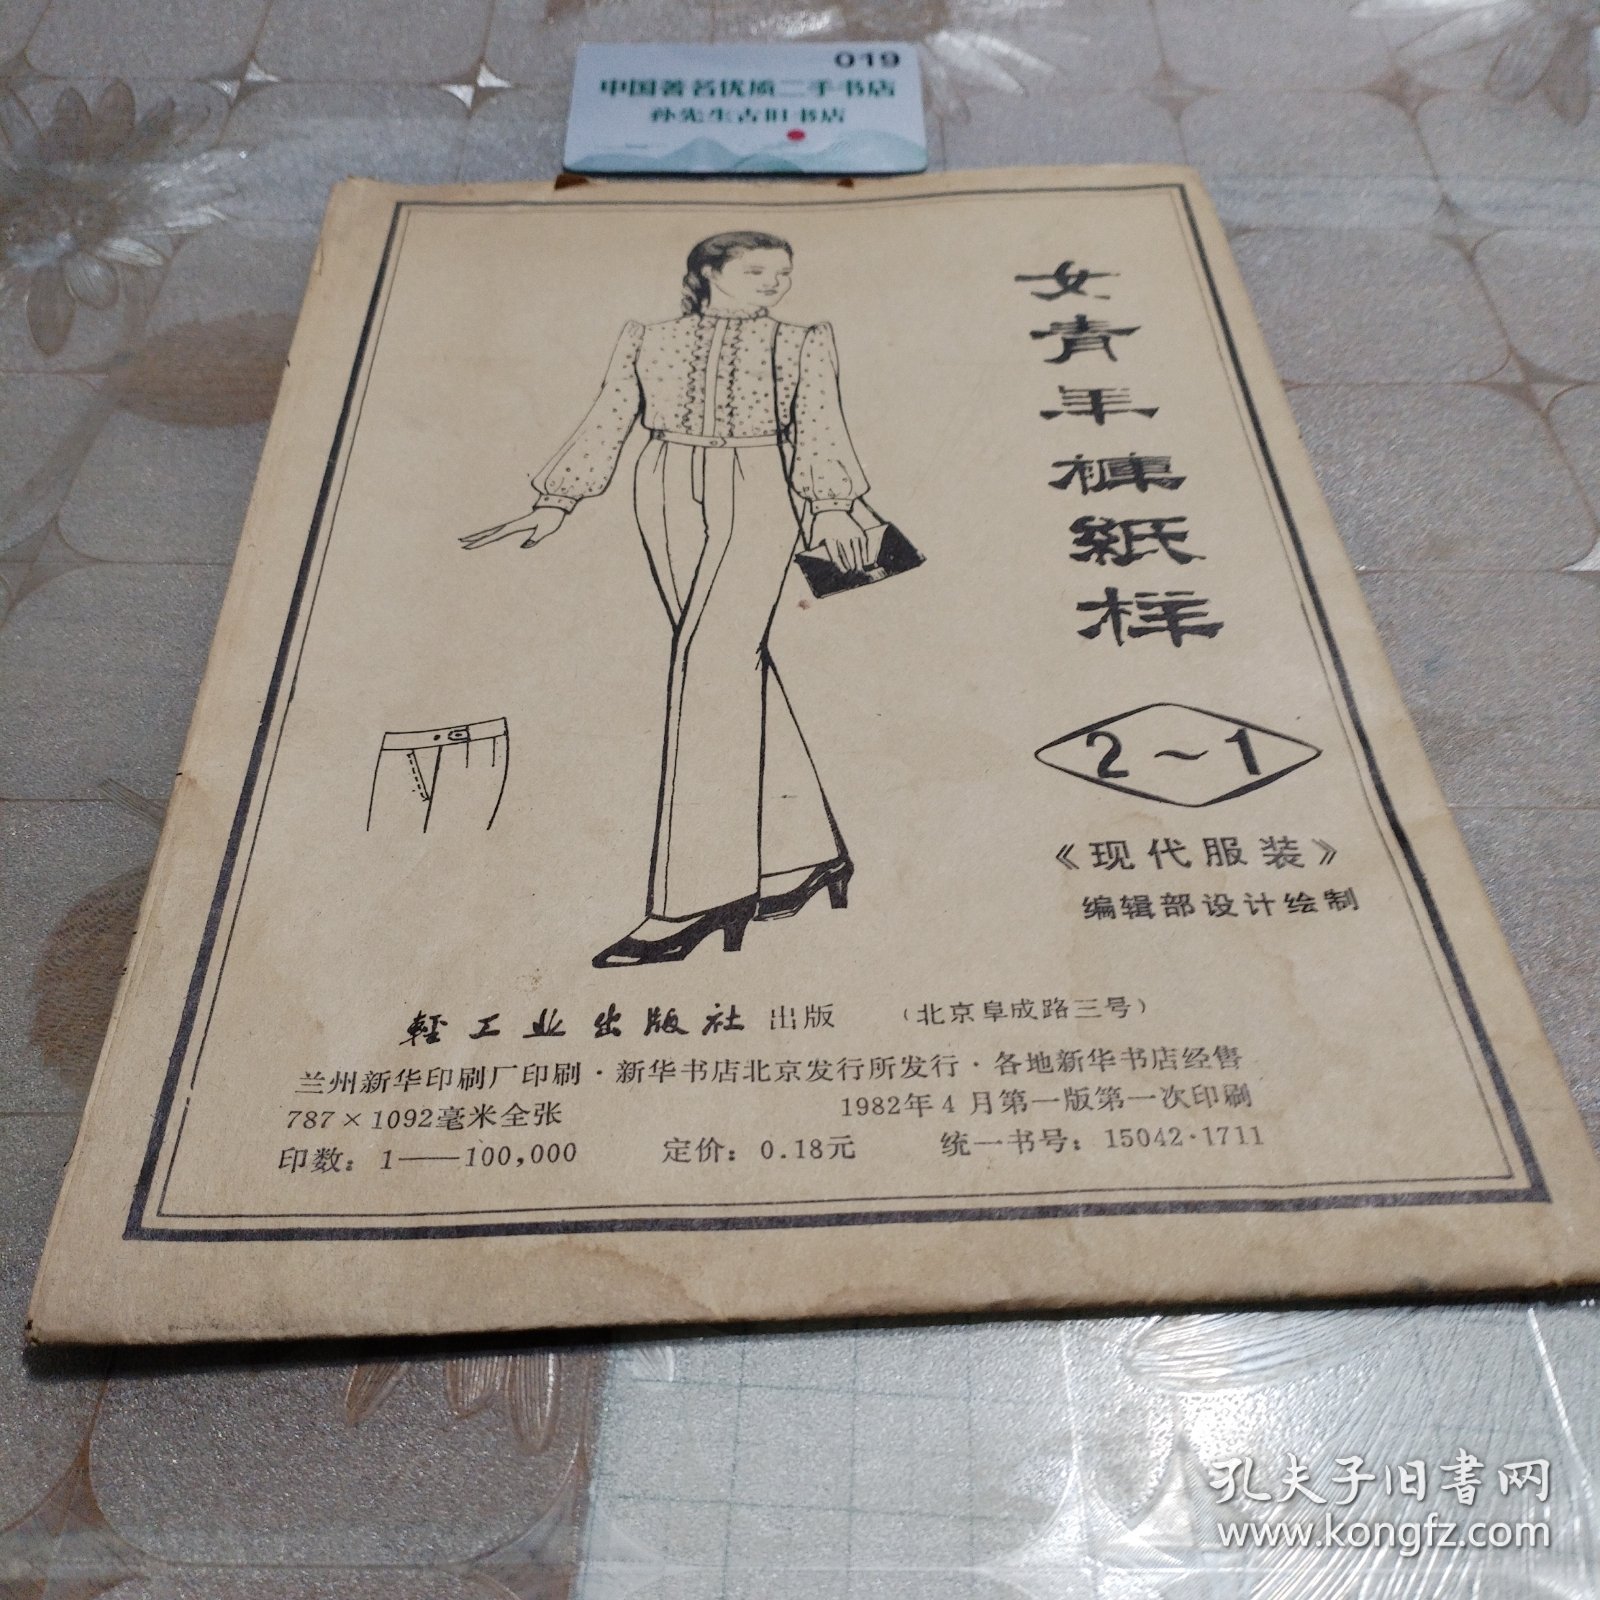 019
中国著名优质二手书店
孙先生古旧书店
女青年褲紙样
2～1
《现代服装》
编辑部设计绘制
輕工业出版社出版 （北京阜成路三号）
兰州新华印刷厂印刷·新华书店北京发行所发行·各地新华书店经售
787×1092毫米全张 1982年4月第一版第一次印刷
印数：1——100,000 定价：0.18元 统一书号：15042·1711
孔夫子旧书网
www.kongfz.com